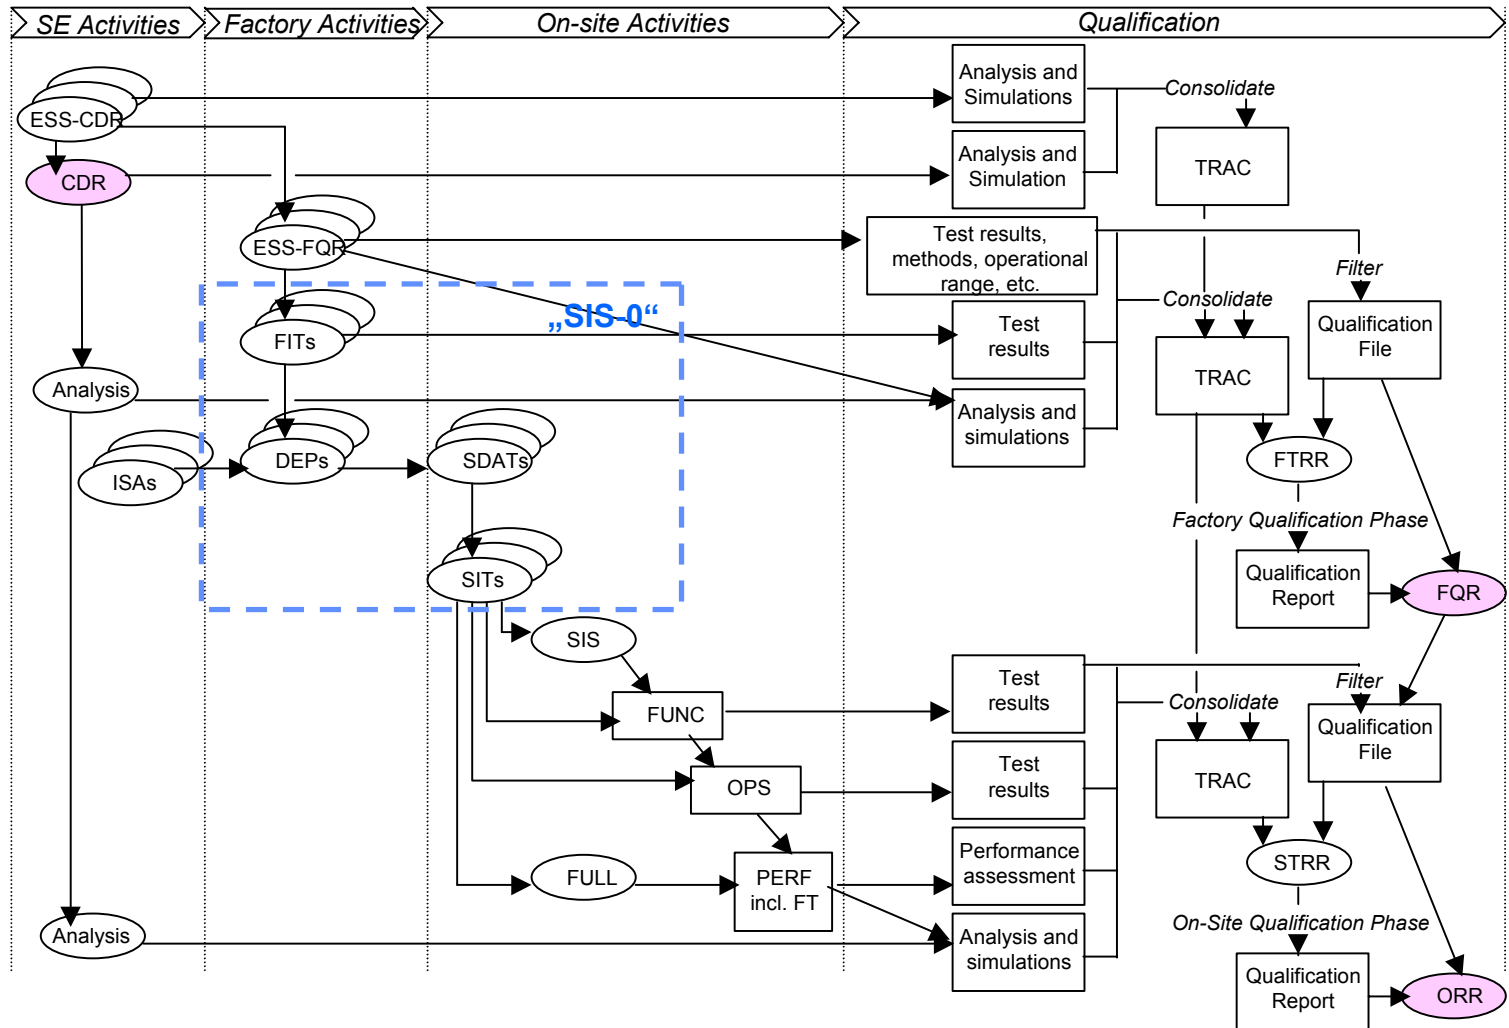 SE Activities
Factory Activities
On-site Activities
Qualification
ESS-CDR
CDR
Analysis and
Simulations
Consolidate
Analysis and
Simulation
TRAC
ESS-FQR
Test results,
methods, operational
range, etc.
Filter
„SIS-0“
Consolidate
FITs
Test
results
Qualification
File
TRAC
Analysis
Analysis and
simulations
ISAs
DEPs
SDATs
FTRR
Factory Qualification Phase
SITs
Qualification
Report
FQR
SIS
Test
results
Filter
FUNC
Consolidate
Qualification
File
OPS
Test
results
TRAC
FULL
PERF
incl. FT
Performance
assessment
STRR
On-Site Qualification Phase
Analysis
Analysis and
simulations
Qualification
Report
ORR